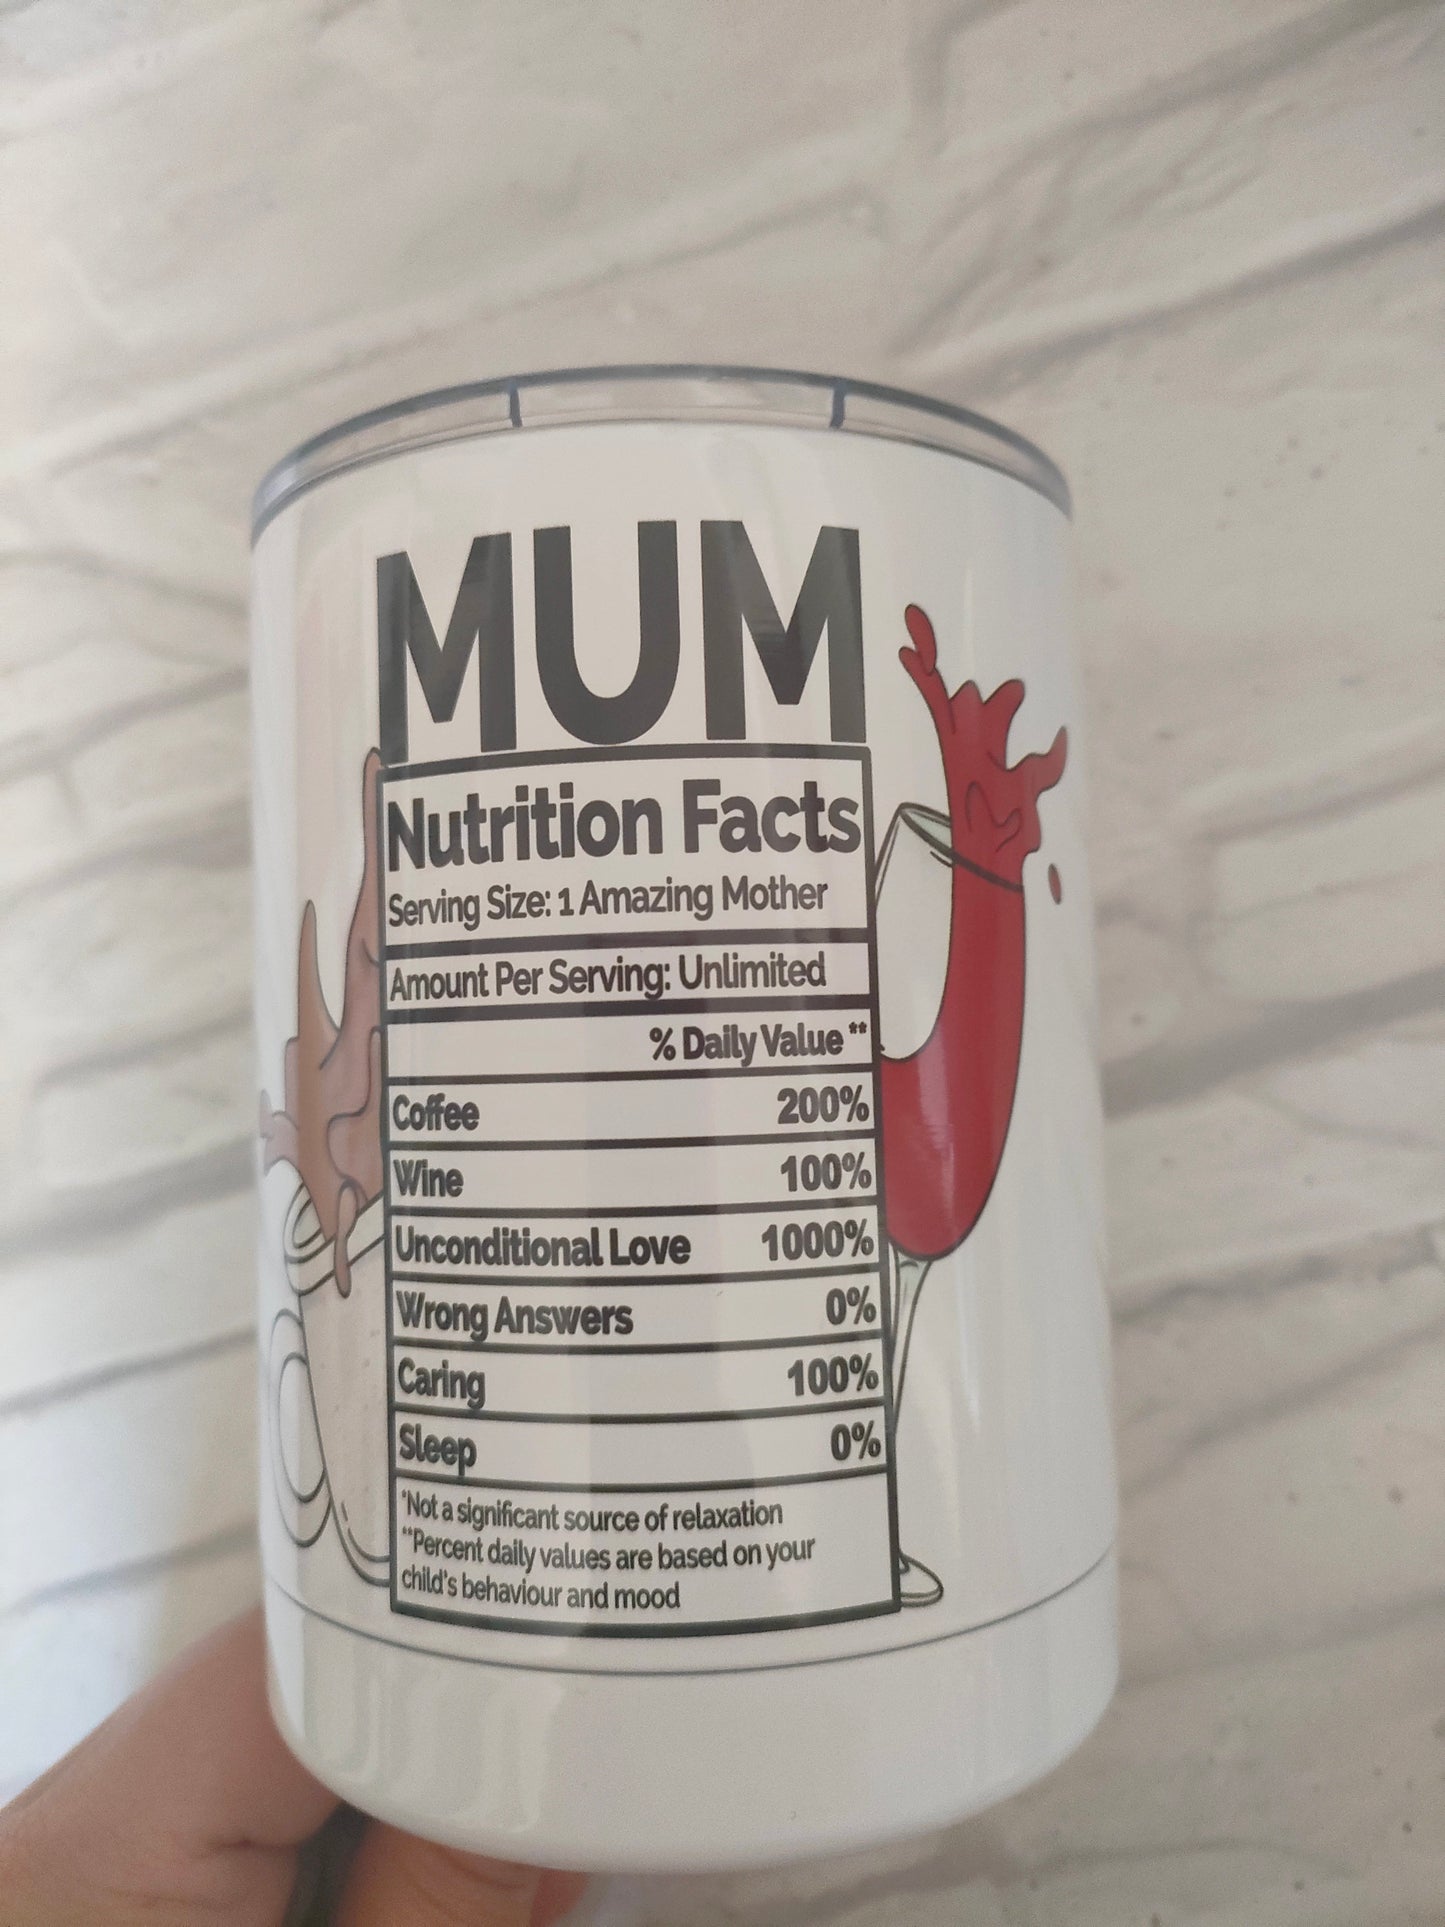 MUM
Nutrition Facts
Serving Size: 1 Amazing Mother
Amount Per Serving: Unlimited
% Daily Value **
Coffee 200%
Wine 100%
Unconditional Love 1000%
Wrong Answers 0%
Caring 100%
Sleep 0%
*Not a significant source of relaxation
**Percent daily values are based on your
child's behaviour and mood